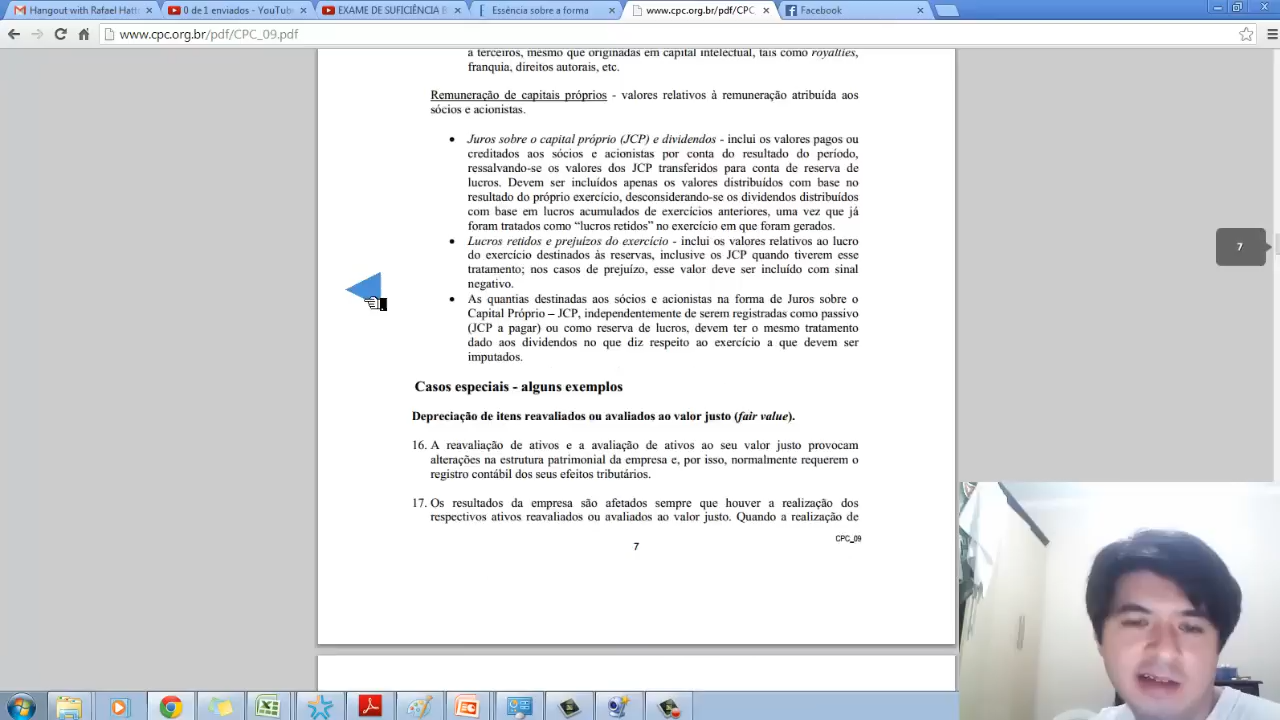 Hangout with Rafael Hatt
0 de 1 enviados - YouTube
EXAME DE SUFICIÊNCIA B
Essência sobre a forma
www.cpc.org.br/pdf/CPC_
Facebook
www.cpc.org.br/pdf/CPC_09.pdf
a terceiros, mesmo que originadas em capital intelectual, tais como royalties,
franquia, direitos autorais, etc.
Remuneração de capitais próprios - valores relativos à remuneração atribuída aos
sócios e acionistas.
• Juros sobre o capital próprio (JCP) e dividendos - inclui os valores pagos ou
creditados aos sócios e acionistas por conta do resultado do período,
ressalvando-se os valores dos JCP transferidos para conta de reserva de
lucros. Devem ser incluídos apenas os valores distribuídos com base no
resultado do próprio exercício, desconsiderando-se os dividendos distribuídos
com base em lucros acumulados de exercícios anteriores, uma vez que já
foram tratados como “lucros retidos” no exercício em que foram gerados.
• Lucros retidos e prejuízos do exercício - inclui os valores relativos ao lucro
do exercício destinados às reservas, inclusive os JCP quando tiverem esse
tratamento; nos casos de prejuízo, esse valor deve ser incluído com sinal
negativo.
• As quantias destinadas aos sócios e acionistas na forma de Juros sobre o
Capital Próprio – JCP, independentemente de serem registradas como passivo
(JCP a pagar) ou como reserva de lucros, devem ter o mesmo tratamento
dado aos dividendos no que diz respeito ao exercício a que devem ser
imputados.
Casos especiais - alguns exemplos
Depreciação de itens reavaliados ou avaliados ao valor justo (fair value).
16. A reavaliação de ativos e a avaliação de ativos ao seu valor justo provocam
alterações na estrutura patrimonial da empresa e, por isso, normalmente requerem o
registro contábil dos seus efeitos tributários.
17. Os resultados da empresa são afetados sempre que houver a realização dos
respectivos ativos reavaliados ou avaliados ao valor justo. Quando a realização de
CPC_09
7
7